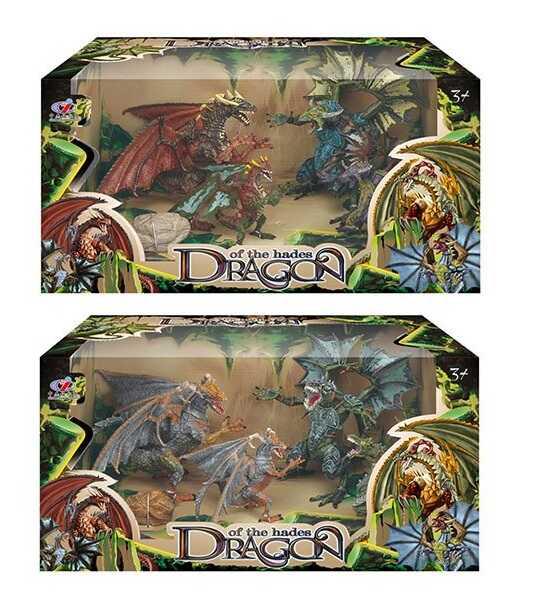 3+
of the hades
DRAGON
3+
of the hades
DRAGON